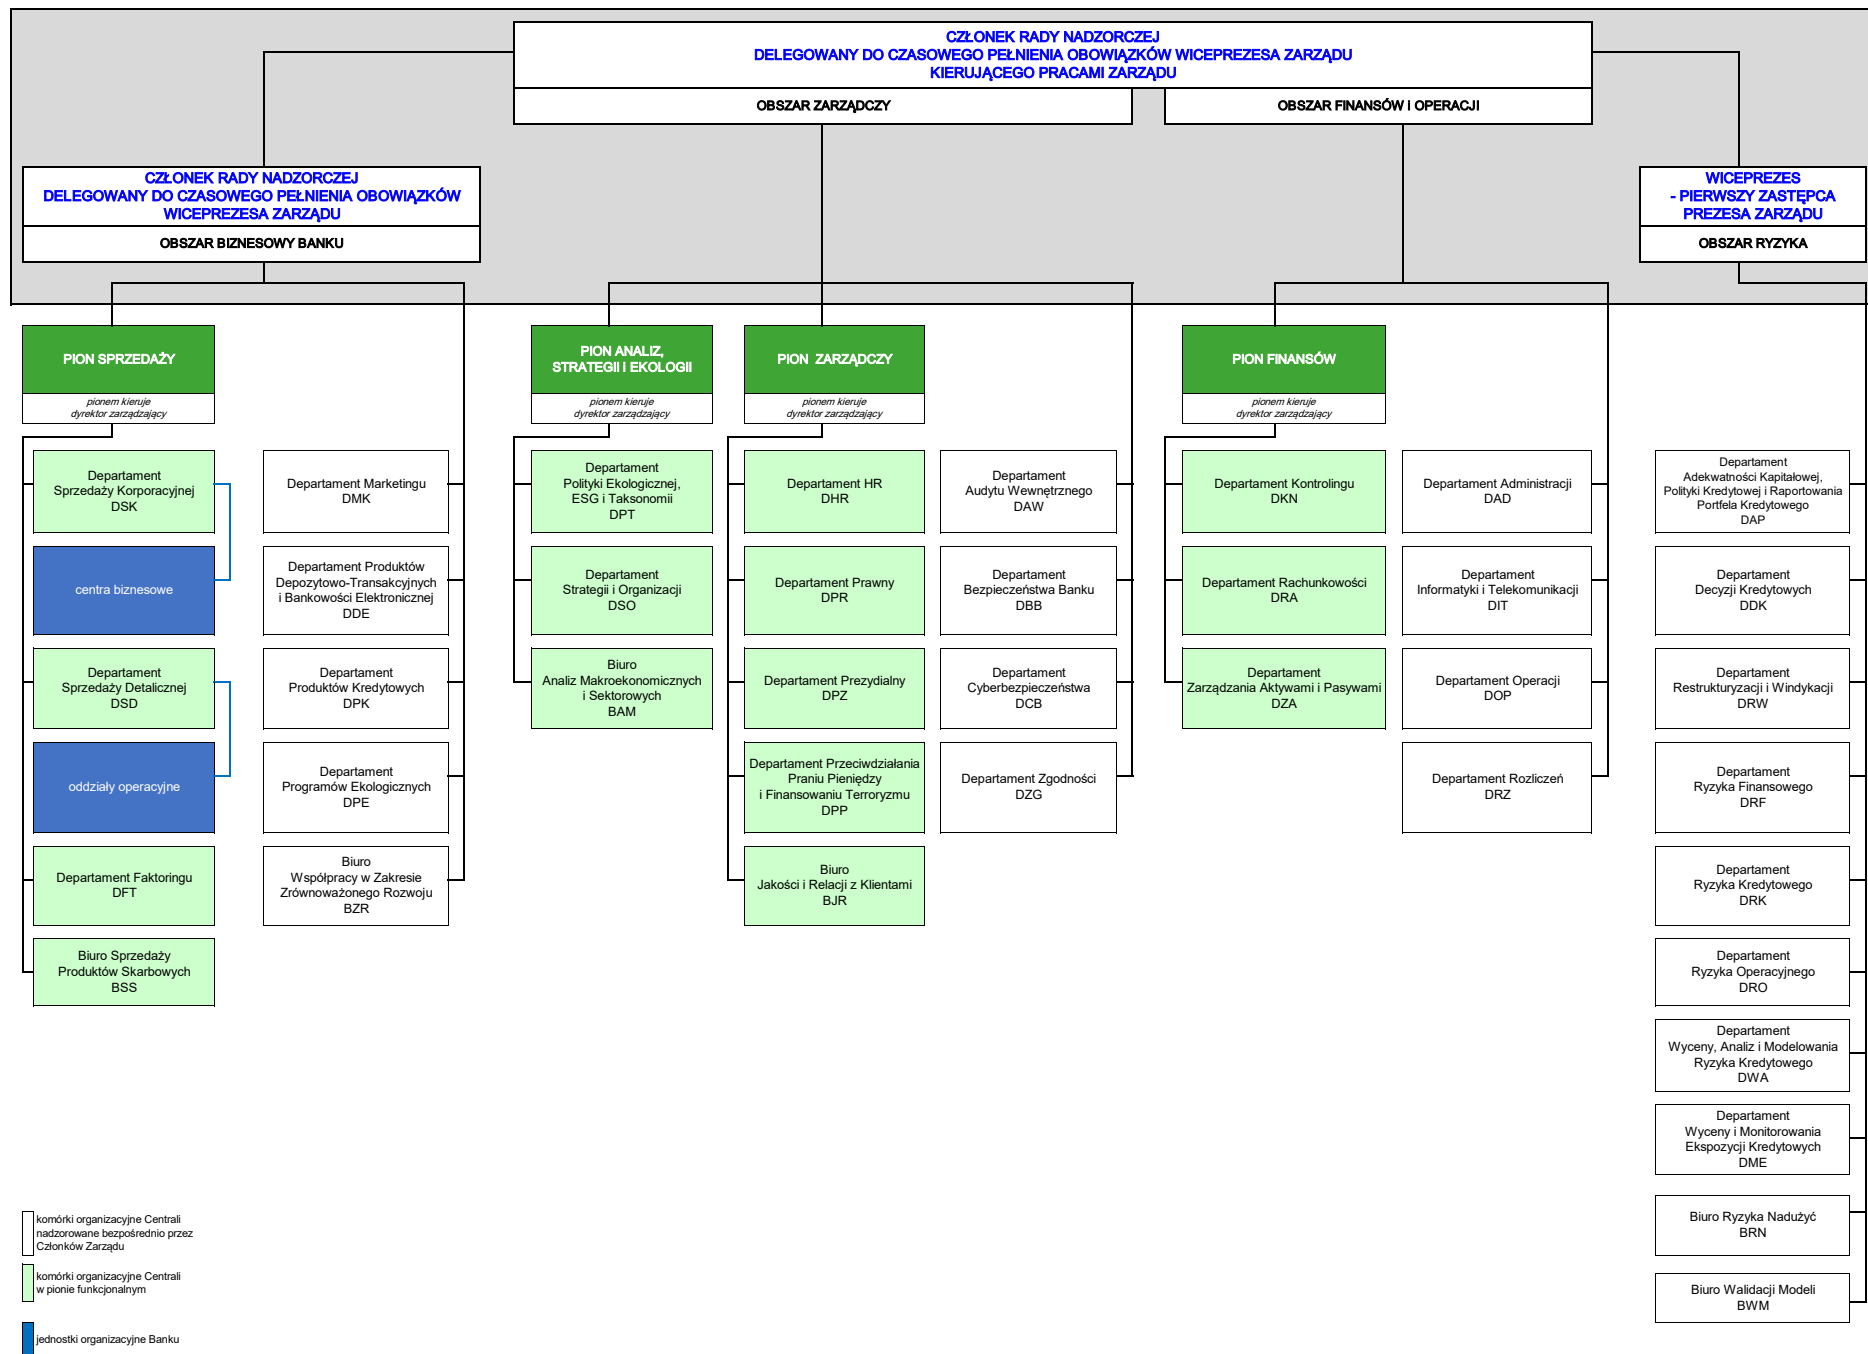 CZŁONEK RADY NADZORCZEJ
DELEGOWANY DO CZASOWEGO PEŁNIENIA OBOWIĄZKÓW WICEPREZESA ZARZĄDU
KIERUJĄCEGO PRACAMI ZARZĄDU
OBSZAR ZARZĄDCZY
OBSZAR FINANSÓW I OPERACJI
CZŁONEK RADY NADZORCZEJ
DELEGOWANY DO CZASOWEGO PEŁNIENIA OBOWIĄZKÓW
WICEPREZESA ZARZĄDU
OBSZAR BIZNESOWY BANKU
WICEPREZES
- PIERWSZY ZASTĘPCA
PREZESA ZARZĄDU
OBSZAR RYZYKA
PION SPRZEDAŻY
pionem kieruje
dyrektor zarządzający
PION ANALIZ,
STRATEGII I EKOLOGII
pionem kieruje
dyrektor zarządzający
PION ZARZĄDCZY
pionem kieruje
dyrektor zarządzający
PION FINANSÓW
pionem kieruje
dyrektor zarządzający
Departament
Sprzedaży Korporacyjnej
DSK
centra biznesowe
Departament
Sprzedaży Detalicznej
DSD
oddziały operacyjne
Departament Faktoringu
DFT
Biuro Sprzedaży
Produktów Skarbowych
BSS
Departament Marketingu
DMK
Departament Produktów
Depozytowo-Transakcyjnych
i Bankowości Elektronicznej
DDE
Departament
Produktów Kredytowych
DPK
Departament
Programów Ekologicznych
DPE
Biuro
Współpracy w Zakresie
Zrównoważonego Rozwoju
BZR
Departament
Polityki Ekologicznej,
ESG i Taksonomii
DPT
Departament
Strategii i Organizacji
DSO
Biuro
Analiz Makroekonomicznych
i Sektorowych
BAM
Departament HR
DHR
Departament Prawny
DPR
Departament Prezydialny
DPZ
Departament Przeciwdziałania
Praniu Pieniędzy
i Finansowaniu Terroryzmu
DPP
Biuro
Jakości i Relacji z Klientami
BJR
Departament
Audytu Wewnętrznego
DAW
Departament
Bezpieczeństwa Banku
DBB
Departament
Cyberbezpieczeństwa
DCB
Departament Zgodności
DZG
Departament Kontrolingu
DKN
Departament Rachunkowości
DRA
Departament
Zarządzania Aktywami i Pasywami
DZA
Departament Administracji
DAD
Departament
Informatyki i Telekomunikacji
DIT
Departament Operacji
DOP
Departament Rozliczeń
DRZ
Departament
Adekwatności Kapitałowej,
Polityki Kredytowej i Raportowania
Portfela Kredytowego
DAP
Departament
Decyzji Kredytowych
DDK
Departament
Restrukturyzacji i Windykacji
DRW
Departament
Ryzyka Finansowego
DRF
Departament
Ryzyka Kredytowego
DRK
Departament
Ryzyka Operacyjnego
DRO
Departament
Wyceny, Analiz i Modelowania
Ryzyka Kredytowego
DWA
Departament
Wyceny i Monitorowania
Ekspozycji Kredytowych
DME
Biuro Ryzyka Nadużyć
BRN
Biuro Walidacji Modeli
BWM
komórki organizacyjne Centrali
nadzorowane bezpośrednio przez
Członków Zarządu
komórki organizacyjne Centrali
w pionie funkcjonalnym
jednostki organizacyjne Banku